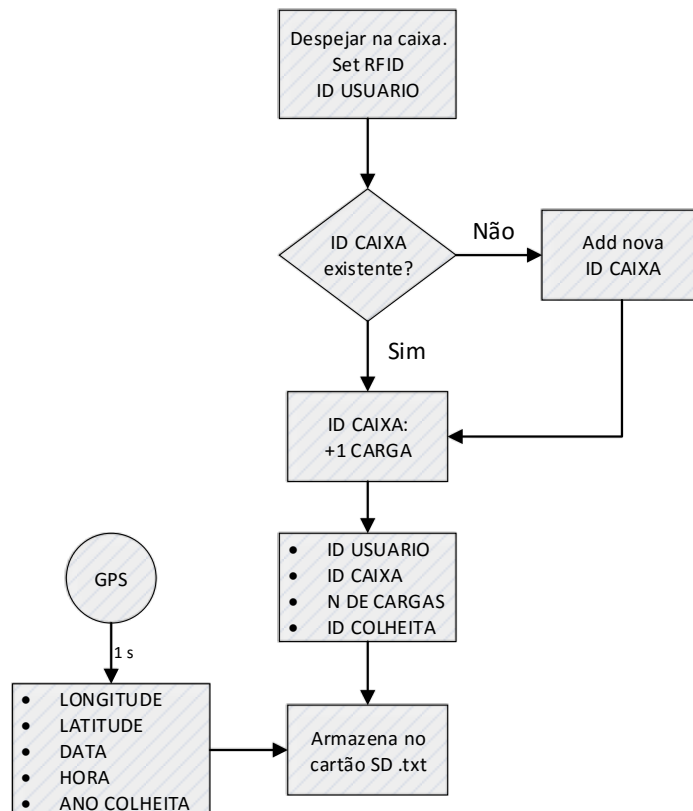 Despejar na caixa.
Set RFID
ID USUARIO
ID CAIXA
existente?
Não
Add nova
ID CAIXA
Sim
ID CAIXA:
+1 CARGA
• ID USUARIO
• ID CAIXA
• N DE CARGAS
• ID COLHEITA
GPS
1 s
• LONGITUDE
• LATITUDE
• DATA
• HORA
• ANO COLHEITA
Armazena no
cartão SD .txt